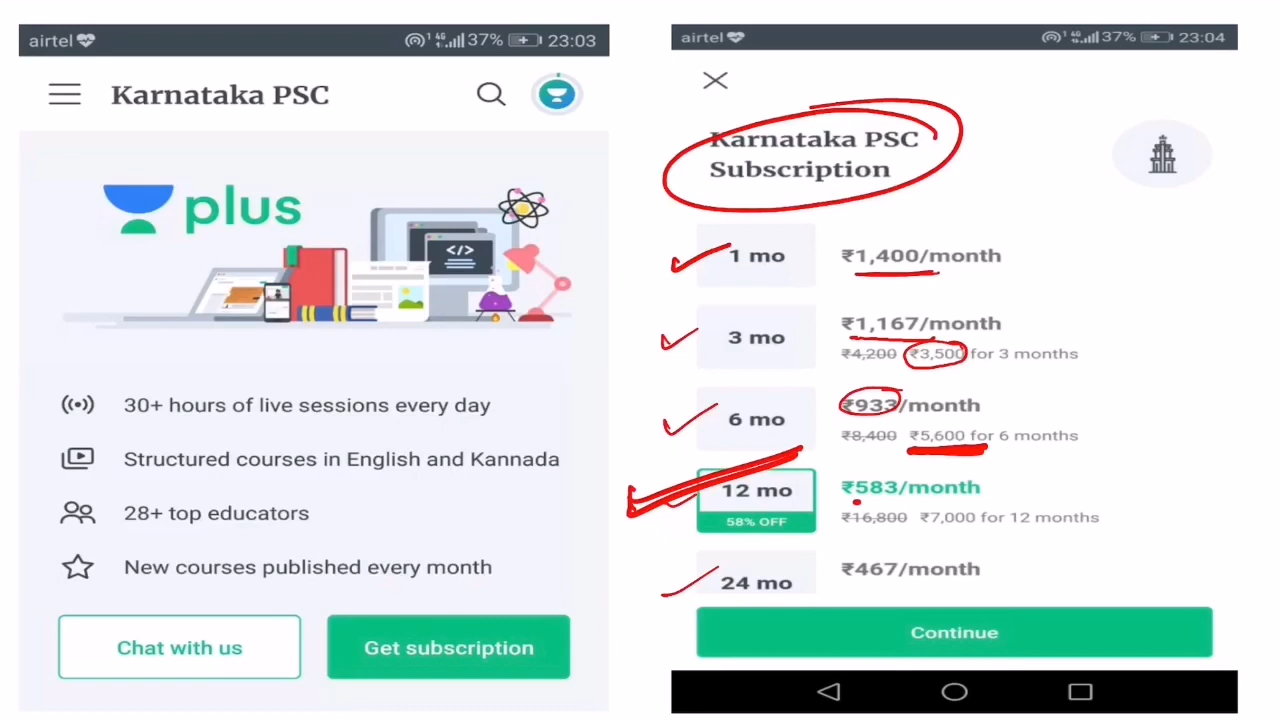 airtel 1 4G 37% 23:03
Karnataka PSC
plus
</>
30+ hours of live sessions every day
Structured courses in English and Kannada
28+ top educators
New courses published every month
Chat with us
Get subscription
airtel 1 4G 37% 23:04
Karnataka PSC
Subscription
1 mo ₹1,400/month
3 mo ₹1,167/month
₹4,200 ₹3,500 for 3 months
6 mo ₹933/month
₹8,400 ₹5,600 for 6 months
12 mo ₹583/month
58% OFF ₹16,800 ₹7,000 for 12 months
24 mo ₹467/month
Continue